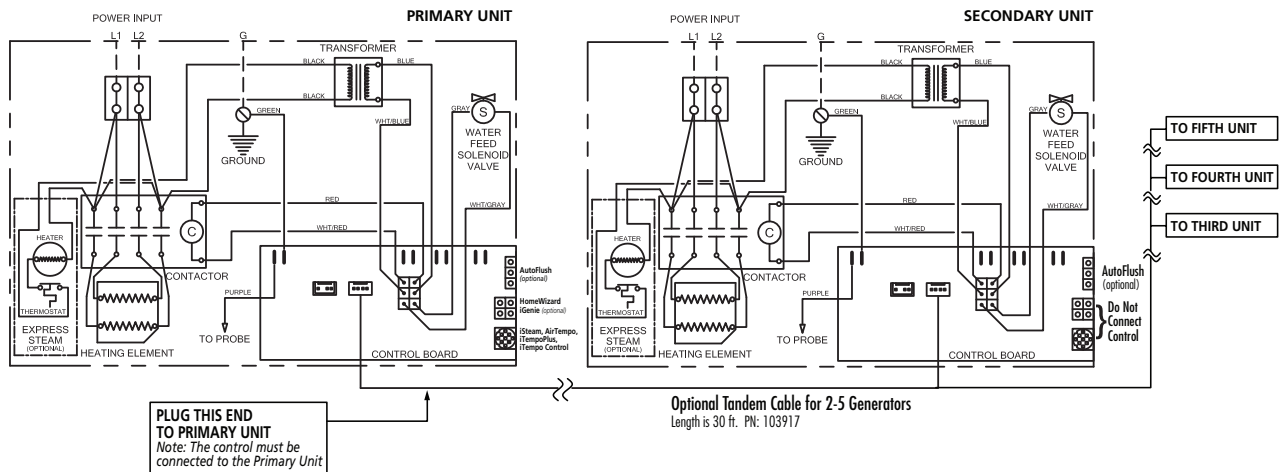 PRIMARY UNIT
POWER INPUT
L1 L2
G
TRANSFORMER
BLACK
BLUE
BLACK
GREEN
WHT/BLUE
GRAY
S
WATER
FEED
SOLENOID
VALVE
GROUND
RED
WHT/GRAY
WHT/RED
C
CONTACTOR
HEATER
THERMOSTAT
EXPRESS
STEAM
(OPTIONAL)
HEATING ELEMENT
PURPLE
TO PROBE
CONTROL BOARD
AutoFlush
(optional)
HomeWizard
iGenie (optional)
iSteam, AirTempo,
iTempoPlus,
iTempo Control
SECONDARY UNIT
POWER INPUT
L1 L2
G
TRANSFORMER
BLACK
BLUE
BLACK
GREEN
WHT/BLUE
GRAY
S
WATER
FEED
SOLENOID
VALVE
GROUND
RED
WHT/GRAY
WHT/RED
C
CONTACTOR
HEATER
THERMOSTAT
EXPRESS
STEAM
(OPTIONAL)
HEATING ELEMENT
PURPLE
TO PROBE
CONTROL BOARD
AutoFlush
(optional)
Do Not
Connect
Control
TO FIFTH UNIT
TO FOURTH UNIT
TO THIRD UNIT
PLUG THIS END
TO PRIMARY UNIT
Note: The control must be
connected to the Primary Unit
Optional Tandem Cable for 2-5 Generators
Length is 30 ft. PN: 103917